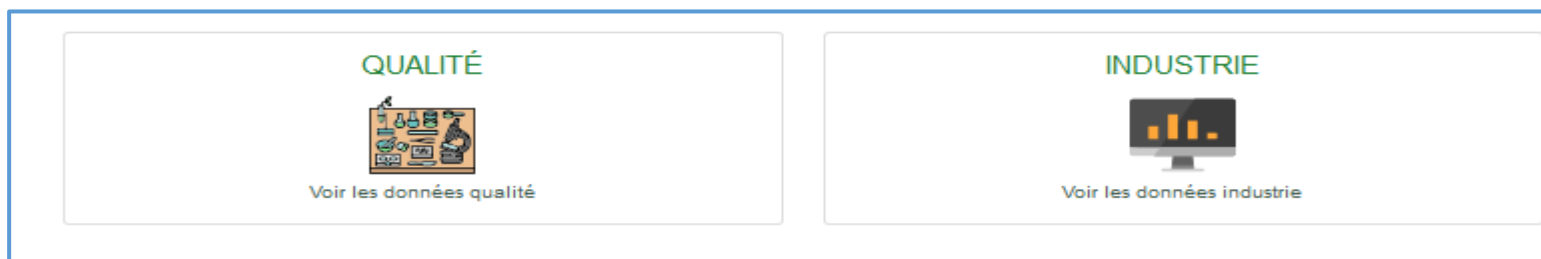 QUALITÉ
Voir les données qualité
INDUSTRIE
Voir les données industrie